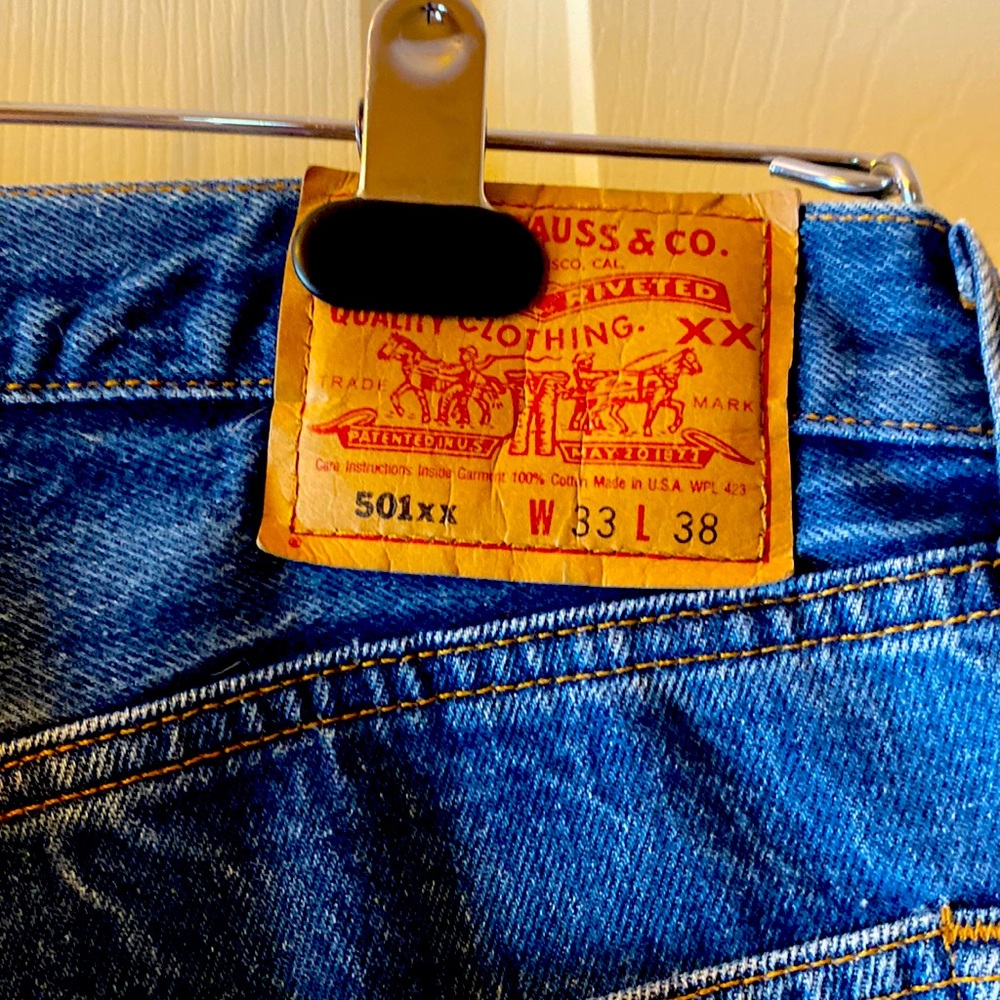 AUSS & CO.
SCO, CAL.
RIVETED
QUALITY CLOTHING. XX
TRADE MARK
PATENTED IN U.S. MAY 20 1873
Care Instructions Inside Garment 100% Cotton Made in U.S.A. WPL 423
501XX W 33 L 38